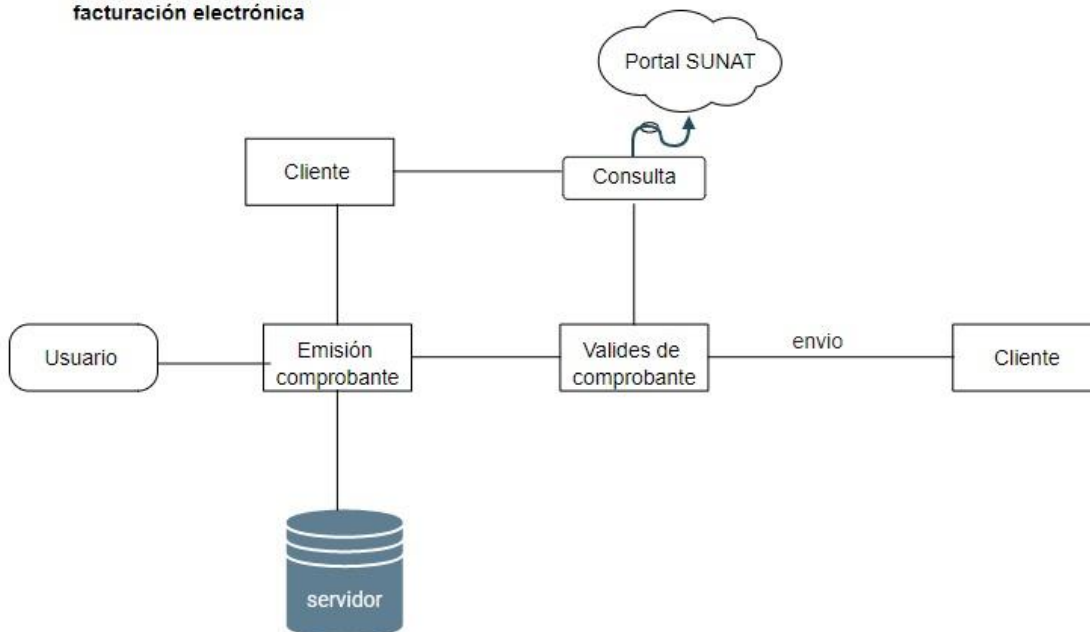 facturación electrónica
Portal SUNAT
Cliente
Consulta
Usuario
Emisión
comprobante
Valides de
comprobante
envio
Cliente
servidor